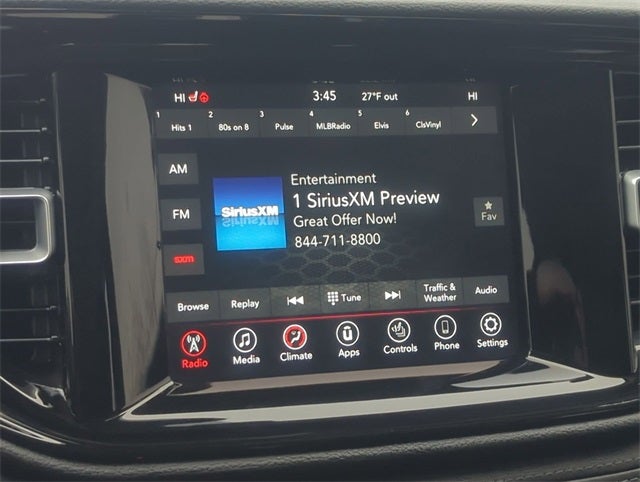 HI 3:45 27°F out HI
1 Hits 1 2 80s on 8 3 Pulse 4 MLBRadio 5 Elvis 6 ClsVinyl
AM
FM
sxm
SiriusXM
Entertainment
1 SiriusXM Preview
Great Offer Now!
844-711-8800
Fav
Browse Replay Tune Traffic & Weather Audio
Radio Media Climate Apps Controls Phone Settings